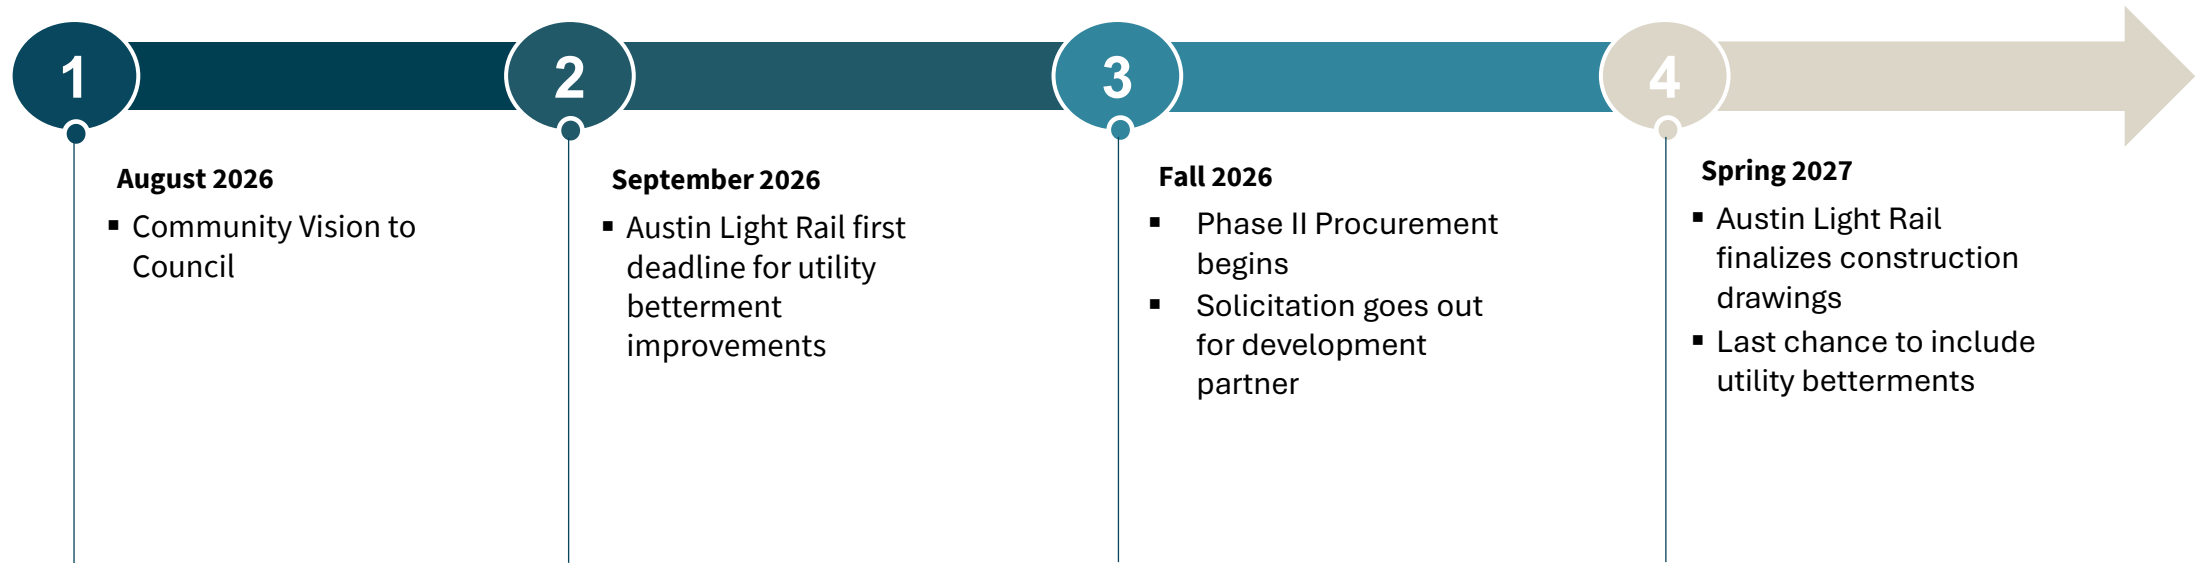 1
2
3
4
August 2026
▪ Community Vision to
Council
September 2026
▪ Austin Light Rail first
deadline for utility
betterment
improvements
Fall 2026
▪ Phase II Procurement
begins
▪ Solicitation goes out
for development
partner
Spring 2027
▪ Austin Light Rail
finalizes construction
drawings
▪ Last chance to include
utility betterments